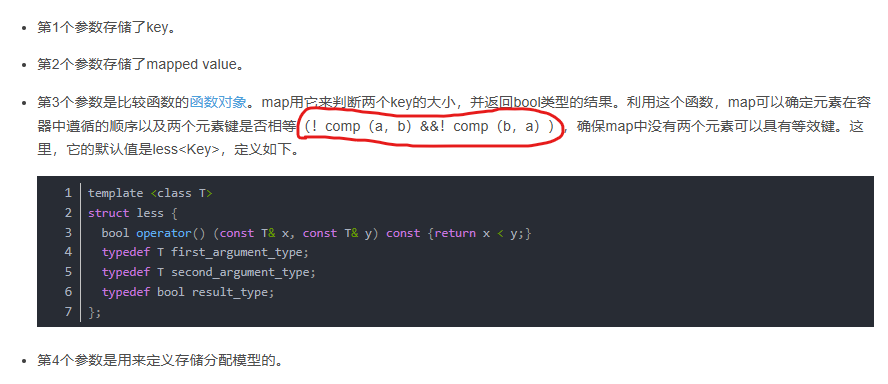 第1个参数存储了key。
第2个参数存储了mapped value。
第3个参数是比较函数的函数对象。map用它来判断两个key的大小，并返回bool类型的结果。利用这个函数，map可以确定元素在容
器中遵循的顺序以及两个元素键是否相等（! comp（a，b）&&! comp（b，a））， 确保map中没有两个元素可以具有等效键。这
里，它的默认值是less<Key>，定义如下。
1 template <class T>
2 struct less {
3   bool operator() (const T& x, const T& y) const {return x < y;}
4   typedef T first_argument_type;
5   typedef T second_argument_type;
6   typedef bool result_type;
7 };
第4个参数是用来定义存储分配模型的。